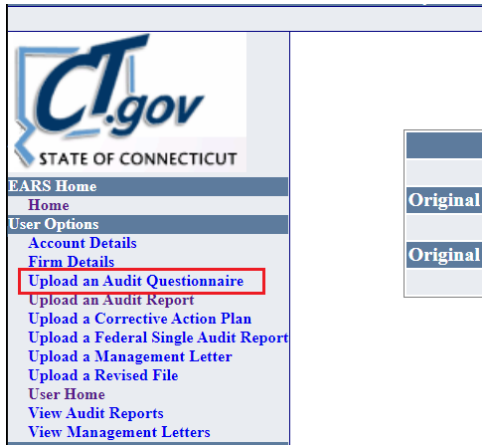 CT.gov
STATE OF CONNECTICUT
EARS Home
Home
User Options
Account Details
Firm Details
Upload an Audit Questionnaire
Upload an Audit Report
Upload a Corrective Action Plan
Upload a Federal Single Audit Report
Upload a Management Letter
Upload a Revised File
User Home
View Audit Reports
View Management Letters
Original
Original